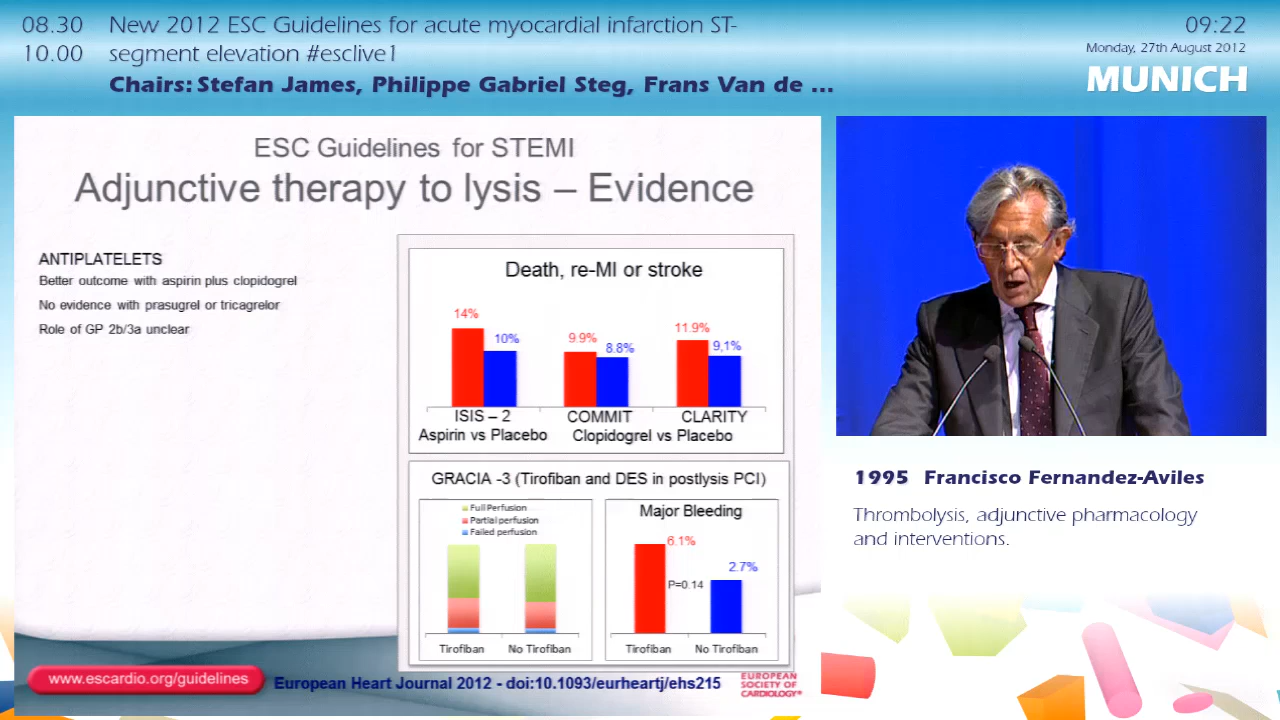 08.30
10.00
New 2012 ESC Guidelines for acute myocardial infarction ST-
segment elevation #esclive1
Chairs: Stefan James, Philippe Gabriel Steg, Frans Van de ...
09:22
Monday, 27th August 2012
MUNICH
ESC Guidelines for STEMI
Adjunctive therapy to lysis – Evidence
ANTIPLATELETS
Better outcome with aspirin plus clopidogrel
No evidence with prasugrel or tricagrelor
Role of GP 2b/3a unclear
Death, re-MI or stroke
14%
10%
9.9%
8.8%
11.9%
9,1%
ISIS – 2
COMMIT
CLARITY
Aspirin vs Placebo
Clopidogrel vs Placebo
GRACIA -3 (Tirofiban and DES in postlysis PCI)
Full Perfusion
Partial perfusion
Failed perfusion
Tirofiban
No Tirofiban
Major Bleeding
6.1%
P=0.14
2.7%
Tirofiban
No Tirofiban
www.escardio.org/guidelines
European Heart Journal 2012 - doi:10.1093/eurheartj/ehs215
EUROPEAN
SOCIETY OF
CARDIOLOGY®
1995 Francisco Fernandez-Aviles
Thrombolysis, adjunctive pharmacology
and interventions.